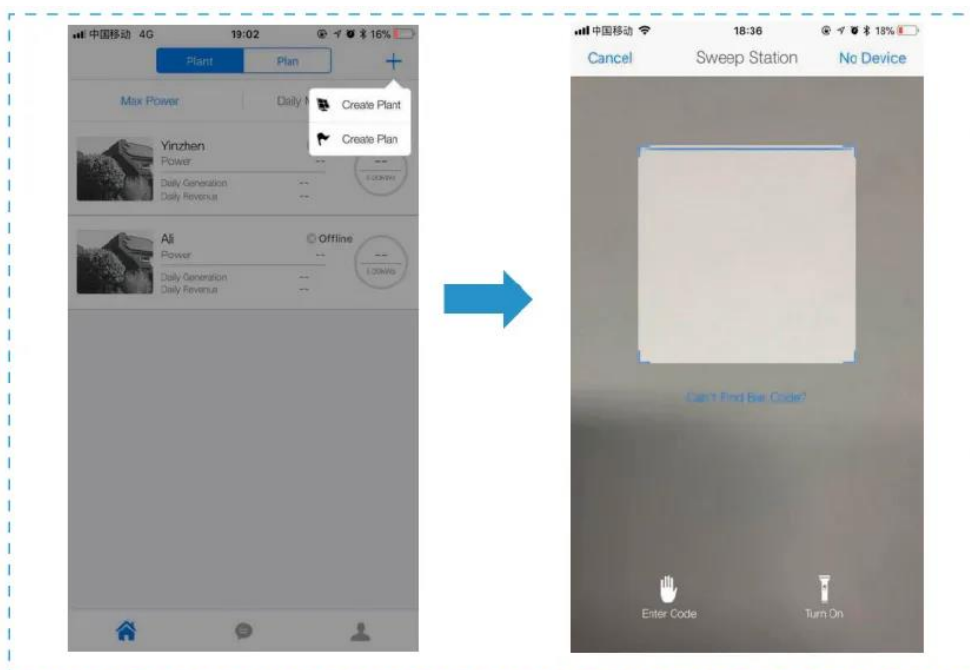 中国移动 4G 19:02 16%
Plant Plan +
Max Power Daily
Create Plant
Create Plan
Yinzhen
Power --
--
Daily Generation --
Daily Revenue --
Ali Offline
Power --
--
Daily Generation --
Daily Revenue --
中国移动 18:36 18%
Cancel Sweep Station No Device
Can't Find Bar Code?
Enter Code Turn On